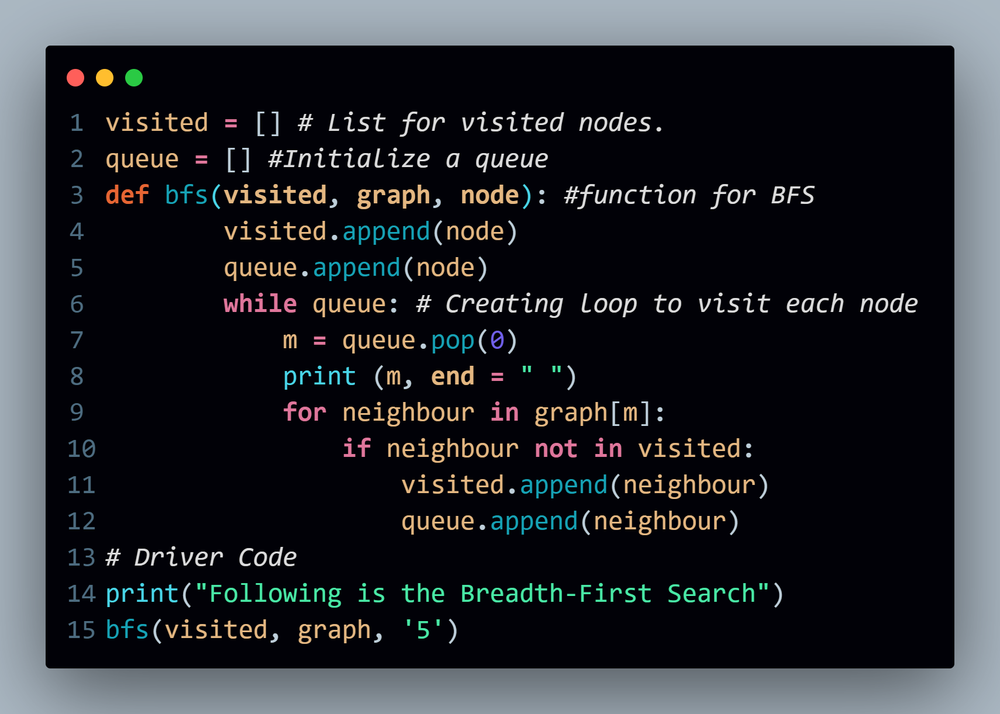 1 visited = [] # List for visited nodes.
2 queue = [] #Initialize a queue
3 def bfs(visited, graph, node): #function for BFS
4         visited.append(node)
5         queue.append(node)
6         while queue: # Creating loop to visit each node
7             m = queue.pop(0)
8             print (m, end = " ")
9             for neighbour in graph[m]:
10                 if neighbour not in visited:
11                     visited.append(neighbour)
12                     queue.append(neighbour)
13 # Driver Code
14 print("Following is the Breadth-First Search")
15 bfs(visited, graph, '5')